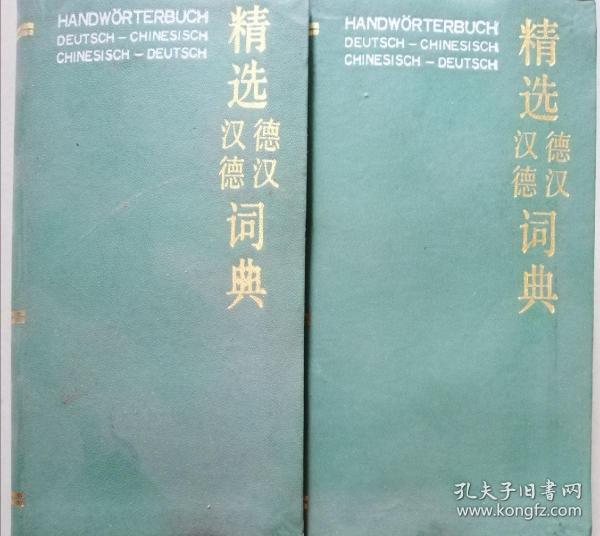 HANDWÖRTERBUCH
DEUTSCH – CHINESISCH
CHINESISCH – DEUTSCH
精选
德汉
汉德
词典
HANDWÖRTERBUCH
DEUTSCH – CHINESISCH
CHINESISCH – DEUTSCH
精选
德汉
汉德
词典
孔夫子旧书网
www.kongfz.com